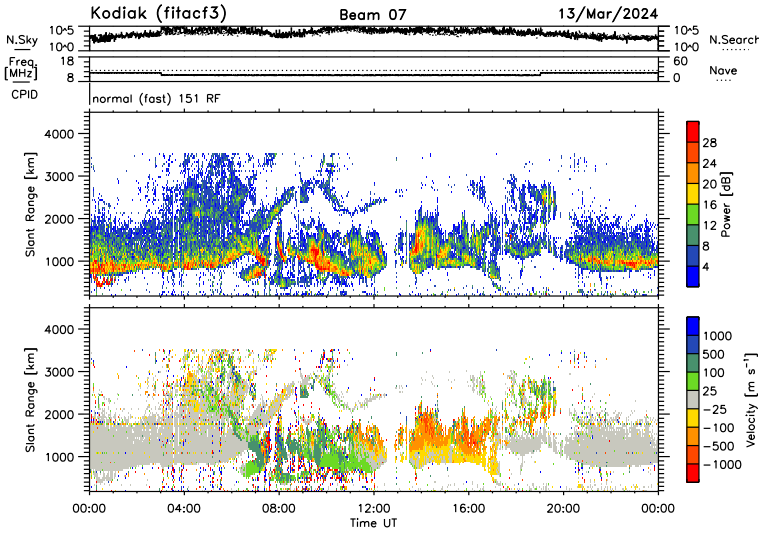 Kodiak (fitacf3) Beam 07 13/Mar/2024
N.Sky 10^5 10^0 10^5 10^0 N.Search
Freq. [MHz] 18 8 60 0 Nave
CPID normal (fast) 151 RF
Slant Range [km] 4000 3000 2000 1000
Power [dB] 28 24 20 16 12 8 4
Slant Range [km] 4000 3000 2000 1000
Velocity [m s^-1] 1000 500 100 25 -25 -100 -500 -1000
00:00 04:00 08:00 12:00 16:00 20:00 00:00
Time UT